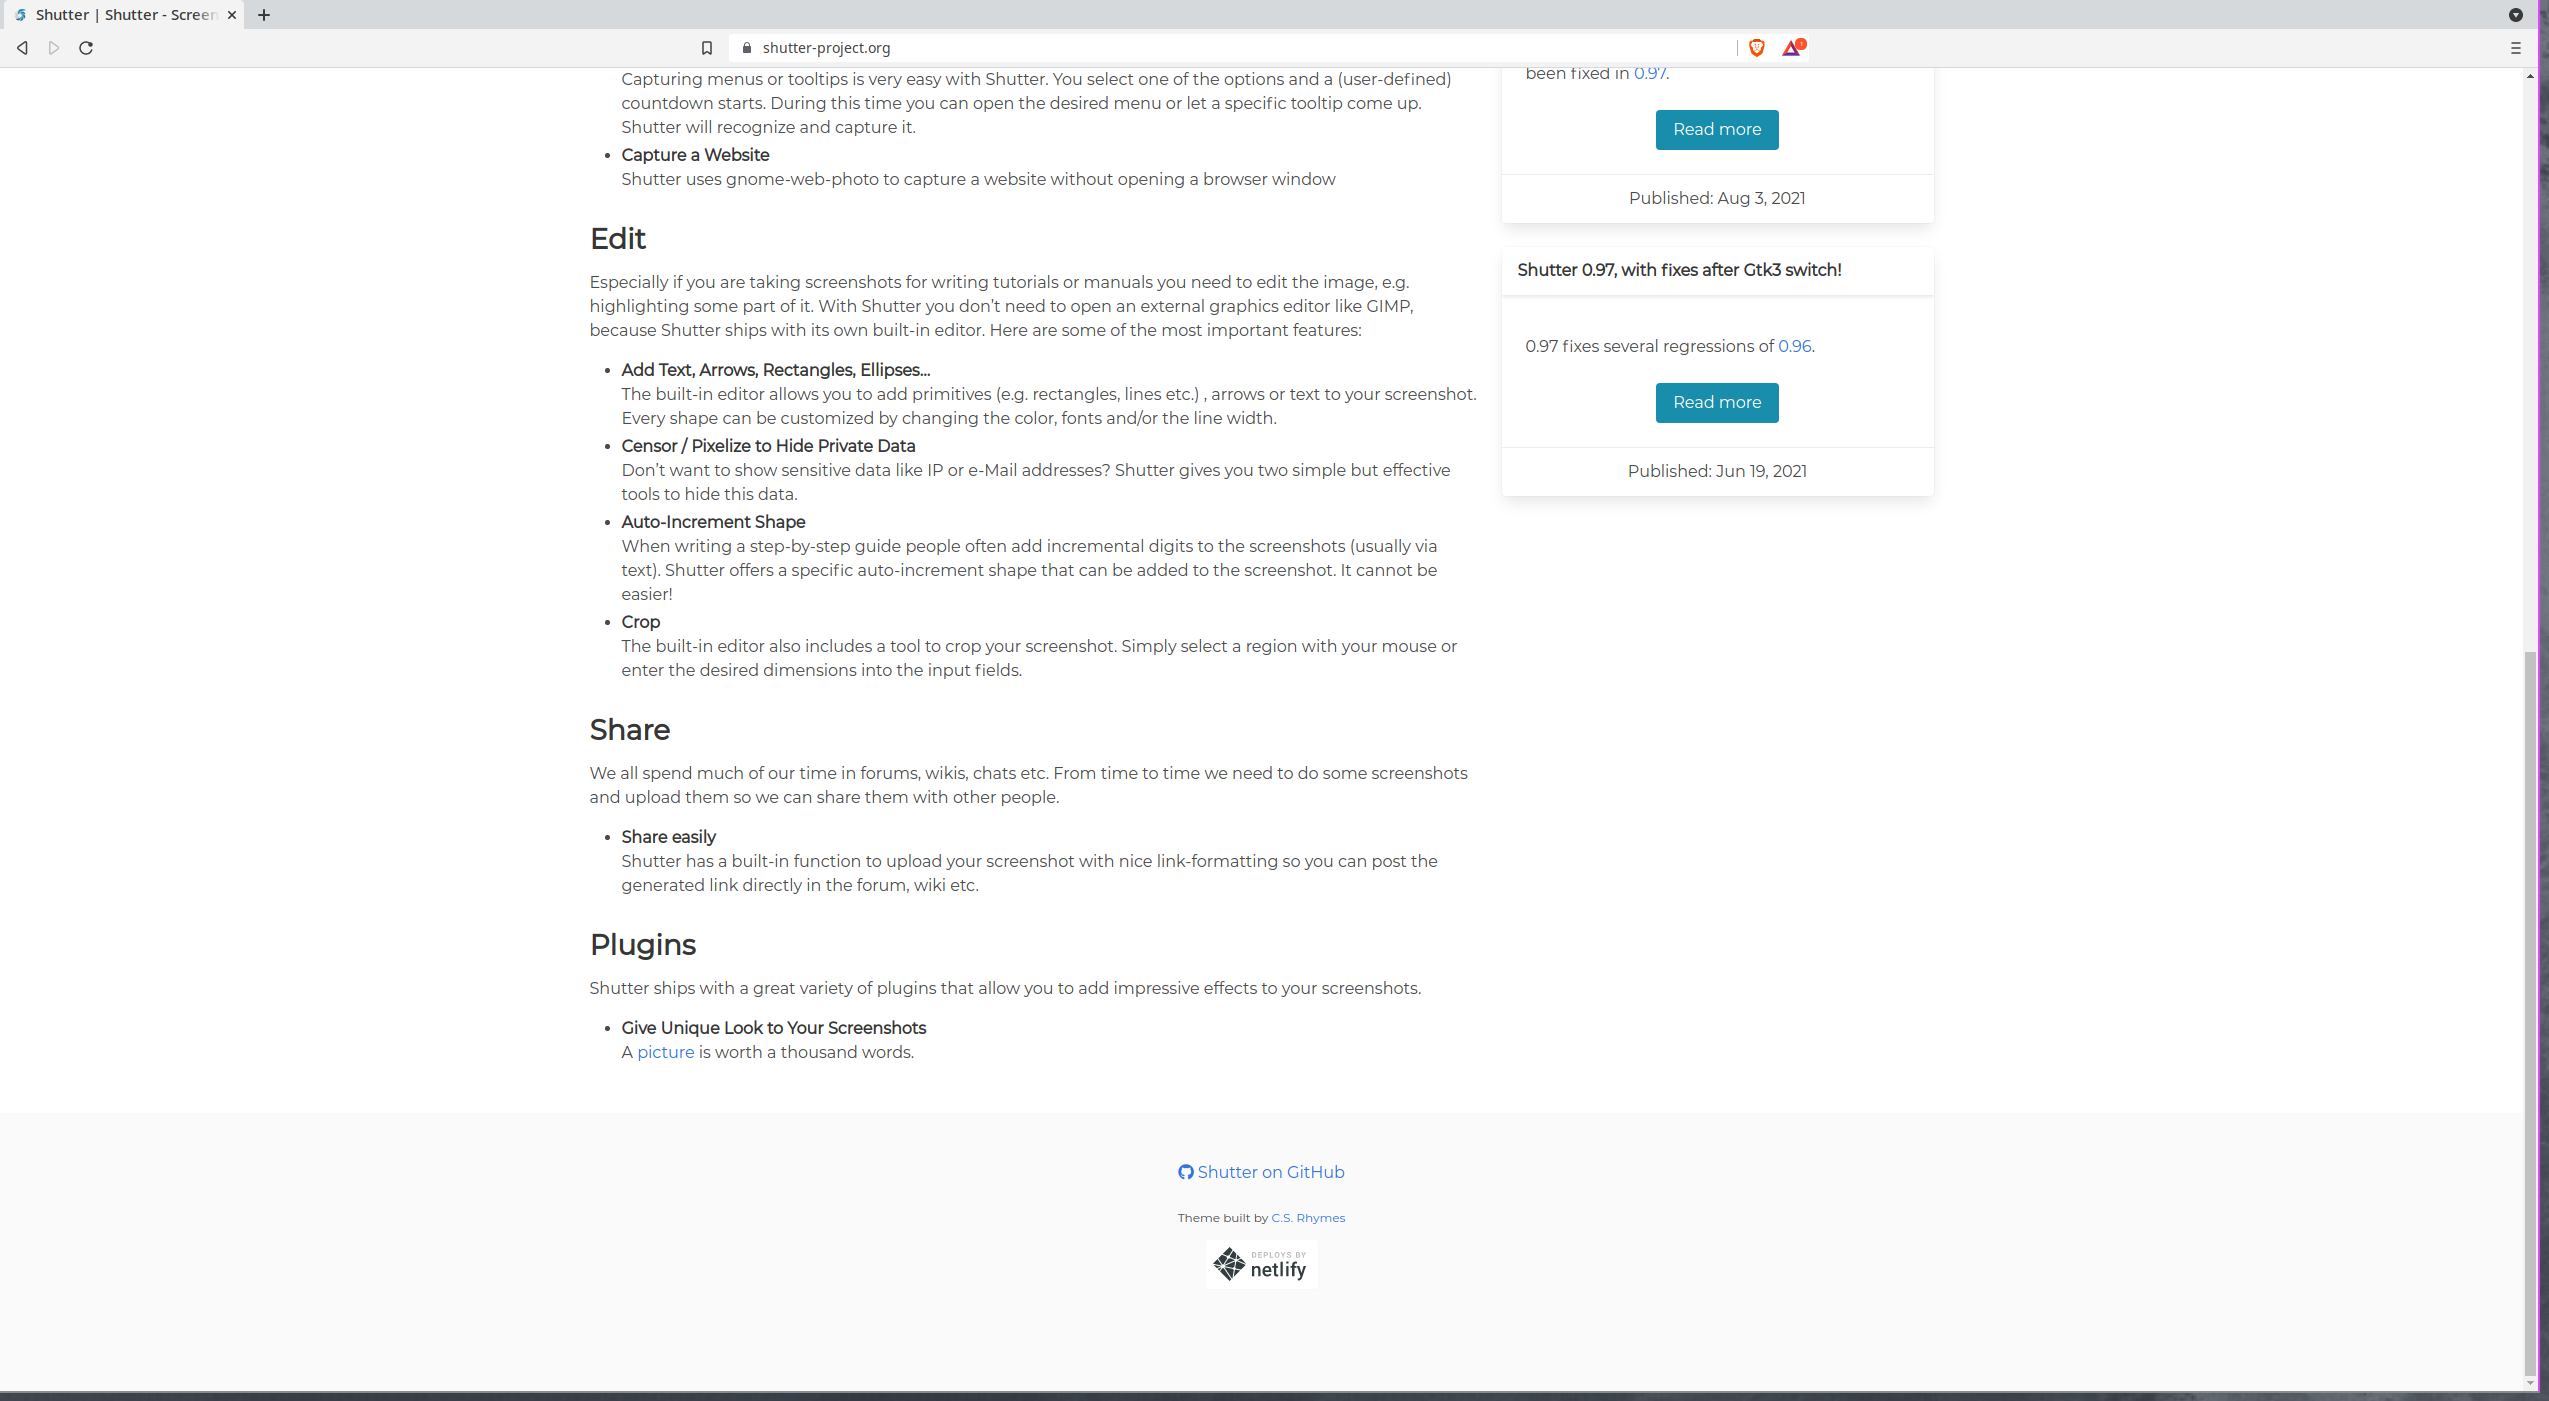 Shutter | Shutter - Screen
shutter-project.org
Capturing menus or tooltips is very easy with Shutter. You select one of the options and a (user-defined)
countdown starts. During this time you can open the desired menu or let a specific tooltip come up.
Shutter will recognize and capture it.
Capture a Website
Shutter uses gnome-web-photo to capture a website without opening a browser window
Edit
Especially if you are taking screenshots for writing tutorials or manuals you need to edit the image, e.g.
highlighting some part of it. With Shutter you don’t need to open an external graphics editor like GIMP,
because Shutter ships with its own built-in editor. Here are some of the most important features:
Add Text, Arrows, Rectangles, Ellipses…
The built-in editor allows you to add primitives (e.g. rectangles, lines etc.) , arrows or text to your screenshot.
Every shape can be customized by changing the color, fonts and/or the line width.
Censor / Pixelize to Hide Private Data
Don’t want to show sensitive data like IP or e-Mail addresses? Shutter gives you two simple but effective
tools to hide this data.
Auto-Increment Shape
When writing a step-by-step guide people often add incremental digits to the screenshots (usually via
text). Shutter offers a specific auto-increment shape that can be added to the screenshot. It cannot be
easier!
Crop
The built-in editor also includes a tool to crop your screenshot. Simply select a region with your mouse or
enter the desired dimensions into the input fields.
Share
We all spend much of our time in forums, wikis, chats etc. From time to time we need to do some screenshots
and upload them so we can share them with other people.
Share easily
Shutter has a built-in function to upload your screenshot with nice link-formatting so you can post the
generated link directly in the forum, wiki etc.
Plugins
Shutter ships with a great variety of plugins that allow you to add impressive effects to your screenshots.
Give Unique Look to Your Screenshots
A picture is worth a thousand words.
been fixed in 0.97.
Read more
Published: Aug 3, 2021
Shutter 0.97, with fixes after Gtk3 switch!
0.97 fixes several regressions of 0.96.
Read more
Published: Jun 19, 2021
Shutter on GitHub
Theme built by C.S. Rhymes
DEPLOYS BY
netlify